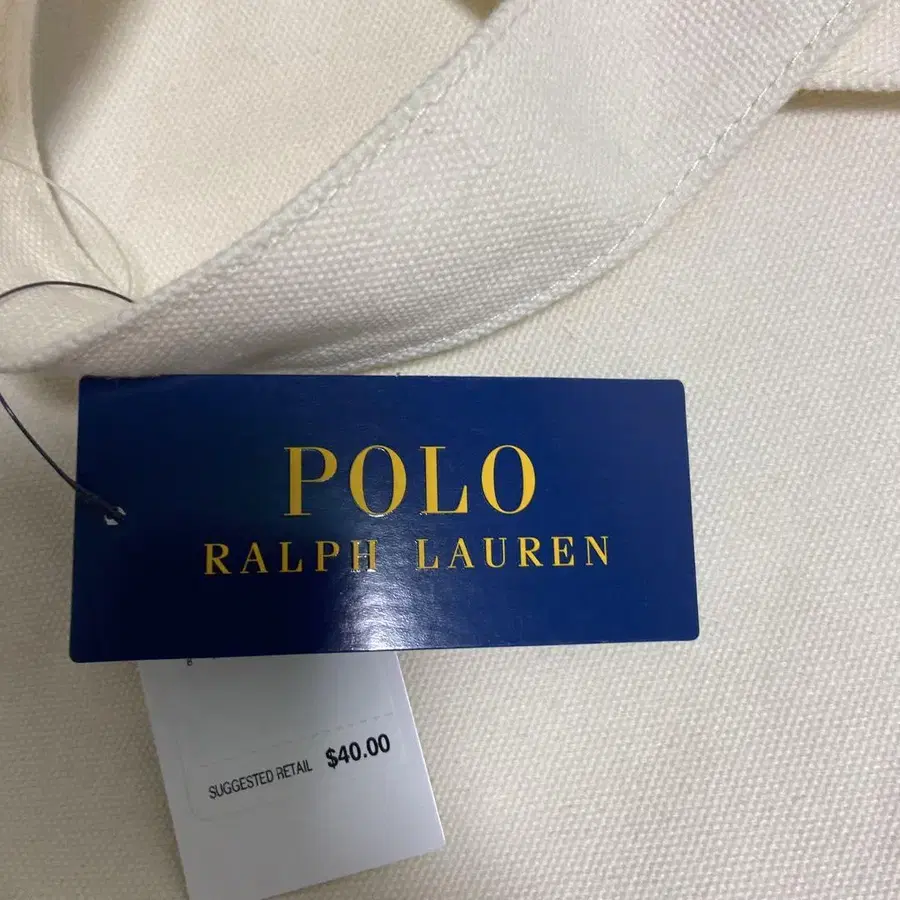 POLO
RALPH LAUREN
SUGGESTED RETAIL $40.00